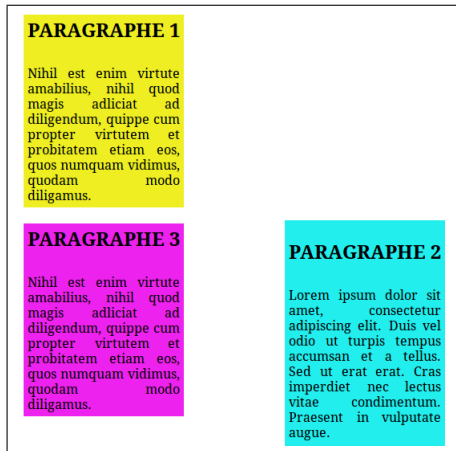 PARAGRAPHE 1
Nihil est enim virtute
amabilius, nihil quod
magis adliciat ad
diligendum, quippe cum
propter virtutem et
probitatem etiam eos,
quos numquam vidimus,
quodam modo
diligamus.
PARAGRAPHE 3
Nihil est enim virtute
amabilius, nihil quod
magis adliciat ad
diligendum, quippe cum
propter virtutem et
probitatem etiam eos,
quos numquam vidimus,
quodam modo
diligamus.
PARAGRAPHE 2
Lorem ipsum dolor sit
amet, consectetur
adipiscing elit. Duis vel
odio ut turpis tempus
accumsan et a tellus.
Sed ut erat erat. Cras
imperdiet nec lectus
vitae condimentum.
Praesent in vulputate
augue.